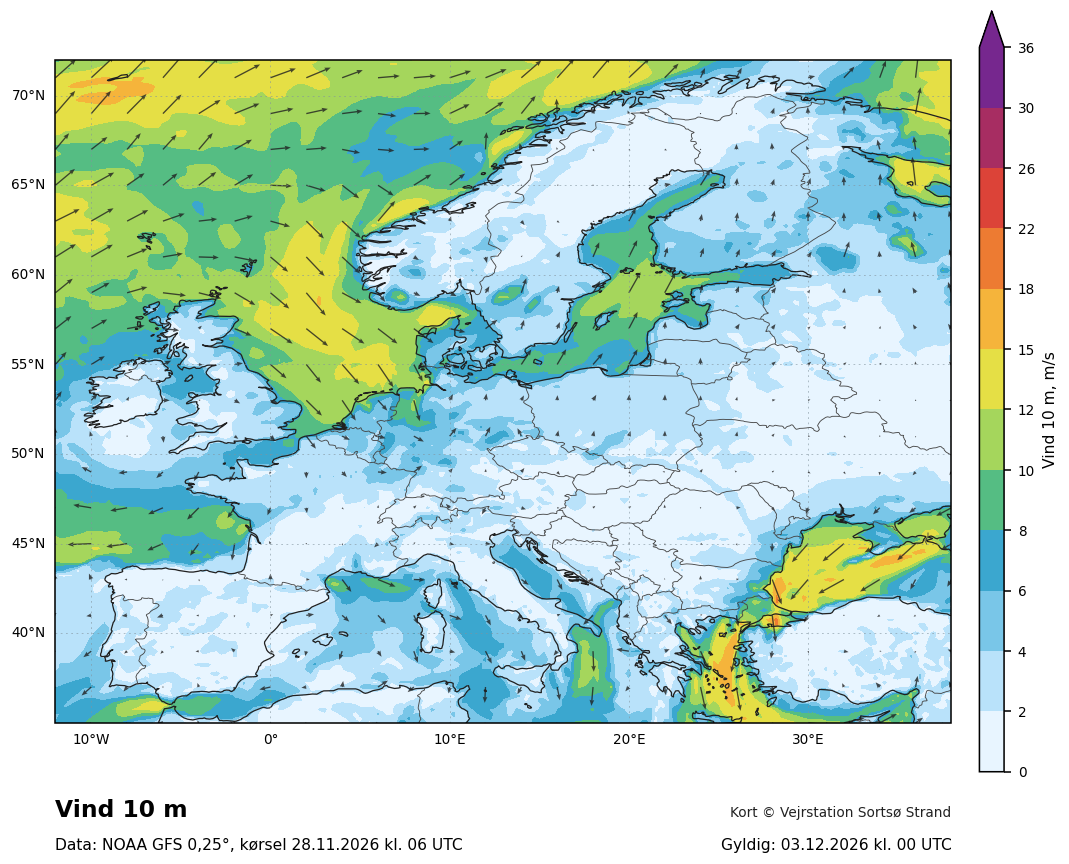 70°N
65°N
60°N
55°N
50°N
45°N
40°N
10°W
0°
10°E
20°E
30°E
36
30
26
22
18
15
12
10
8
6
4
2
0
Vind 10 m, m/s
Vind 10 m
Kort © Vejrstation Sortsø Strand
Data: NOAA GFS 0,25°, kørsel 28.11.2026 kl. 06 UTC
Gyldig: 03.12.2026 kl. 00 UTC